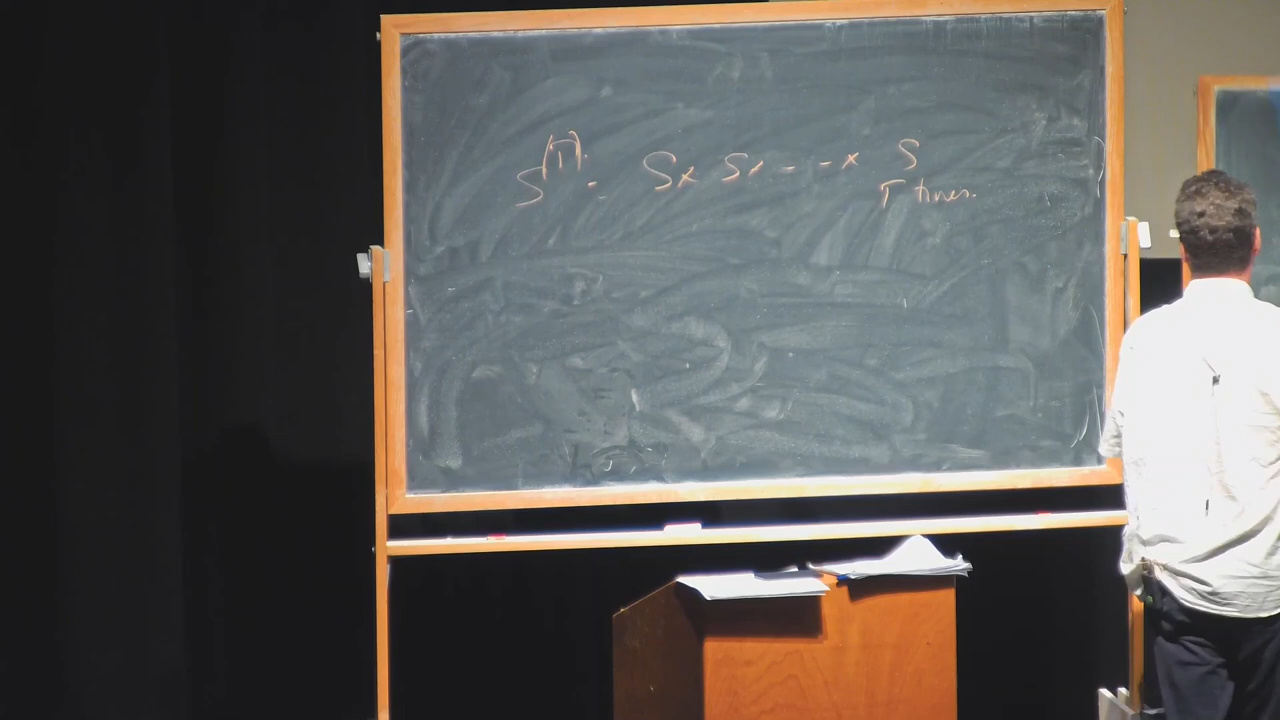 S^(T) = S x S x - - - x S
T times.